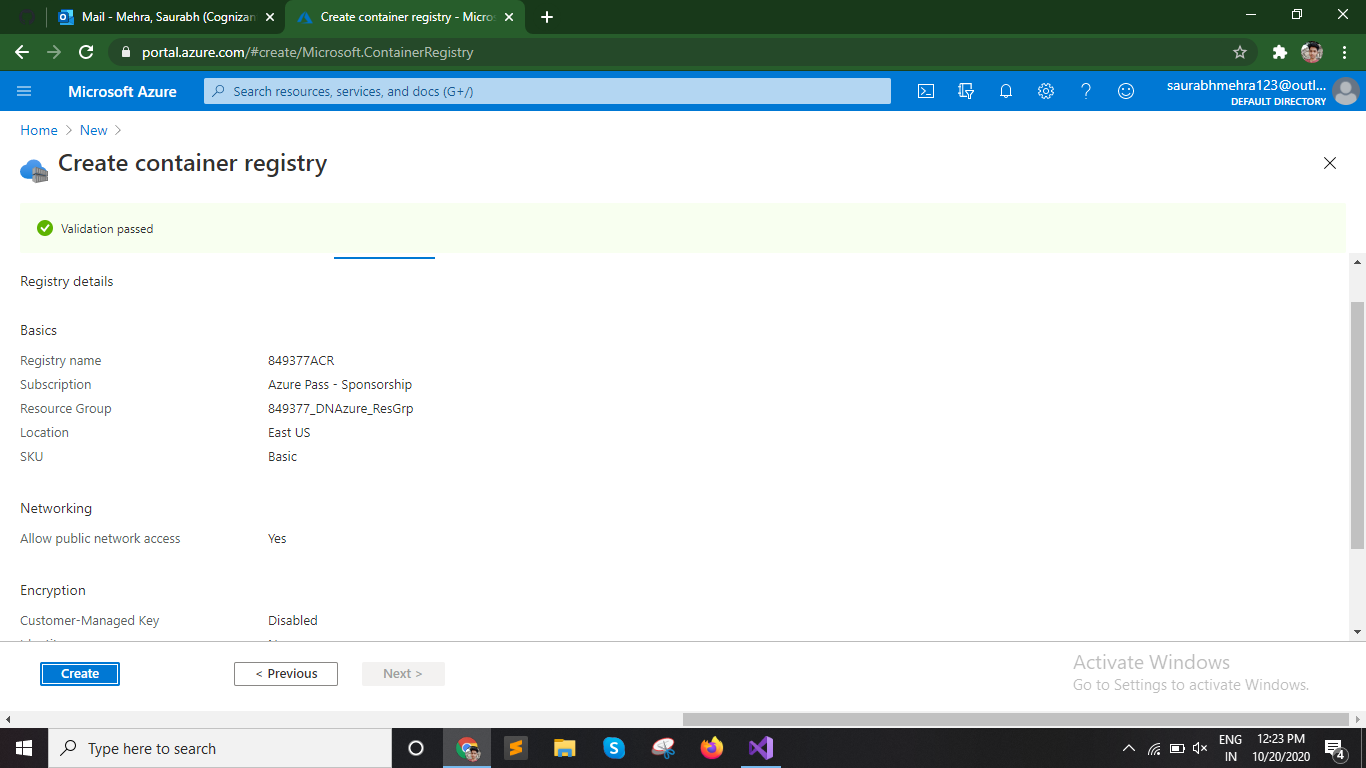 Mail - Mehra, Saurabh (Cognizan
Create container registry - Micros
portal.azure.com/#create/Microsoft.ContainerRegistry
Microsoft Azure
Search resources, services, and docs (G+/)
saurabhmehra123@outl...
DEFAULT DIRECTORY
Home > New >
Create container registry
Validation passed
Registry details
Basics
Registry name 849377ACR
Subscription Azure Pass - Sponsorship
Resource Group 849377_DNAzure_ResGrp
Location East US
SKU Basic
Networking
Allow public network access Yes
Encryption
Customer-Managed Key Disabled
Create
< Previous
Next >
Activate Windows
Go to Settings to activate Windows.
Type here to search
ENG
IN
12:23 PM
10/20/2020
4